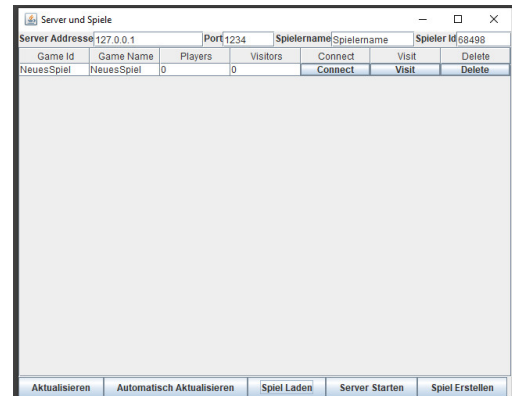 Server und Spiele
Server Addresse 127.0.0.1 Port 1234 Spielername Spielername Spieler Id 68498
Game Id Game Name Players Visitors Connect Visit Delete
NeuesSpiel NeuesSpiel 0 0 Connect Visit Delete
Aktualisieren Automatisch Aktualisieren Spiel Laden Server Starten Spiel Erstellen